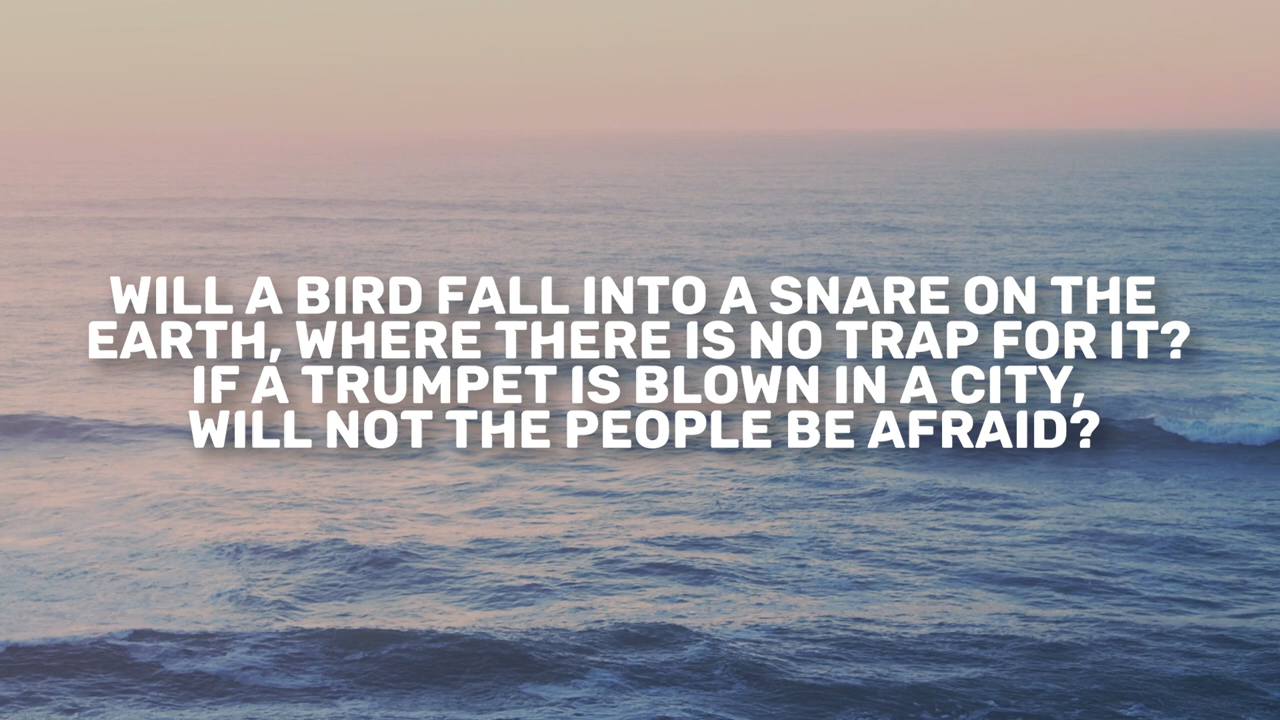 WILL A BIRD FALL INTO A SNARE ON THE
EARTH, WHERE THERE IS NO TRAP FOR IT?
IF A TRUMPET IS BLOWN IN A CITY,
WILL NOT THE PEOPLE BE AFRAID?